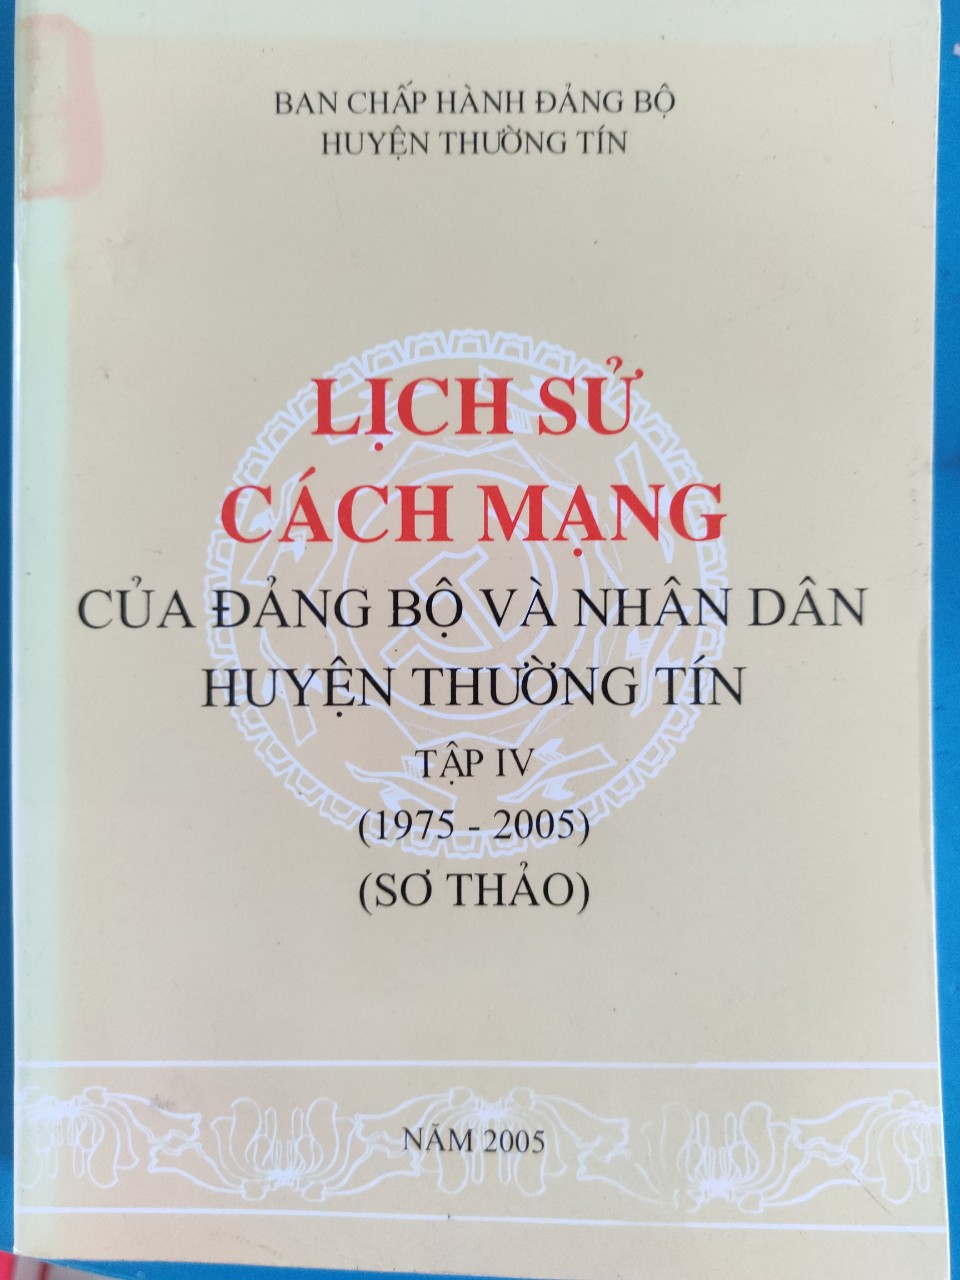 BAN CHẤP HÀNH ĐẢNG BỘ
HUYỆN THƯỜNG TÍN
LỊCH SỬ
CÁCH MẠNG
CỦA ĐẢNG BỘ VÀ NHÂN DÂN
HUYỆN THƯỜNG TÍN
TẬP IV
(1975 - 2005)
(SƠ THẢO)
NĂM 2005